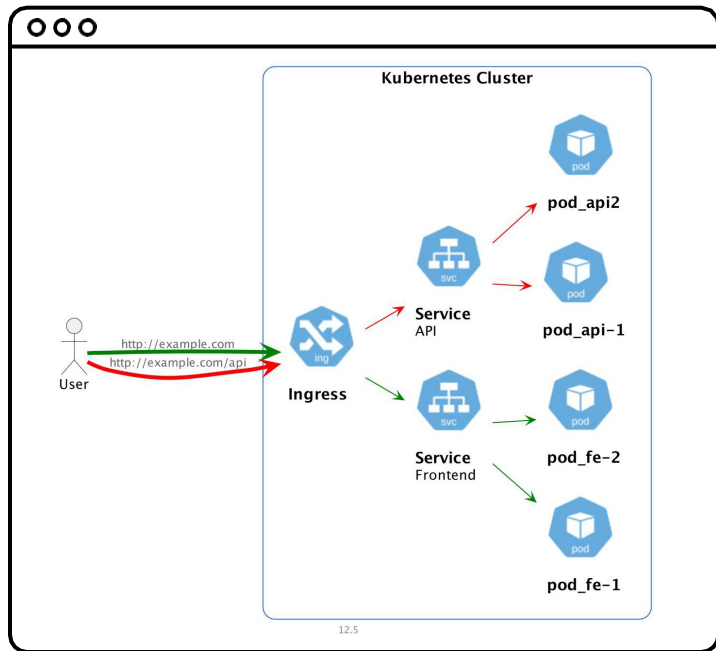 Kubernetes Cluster
pod
pod_api2
svc
Service
API
pod
pod_api-1
http://example.com
http://example.com/api
User
ing
Ingress
svc
Service
Frontend
pod
pod_fe-2
pod
pod_fe-1
12.5